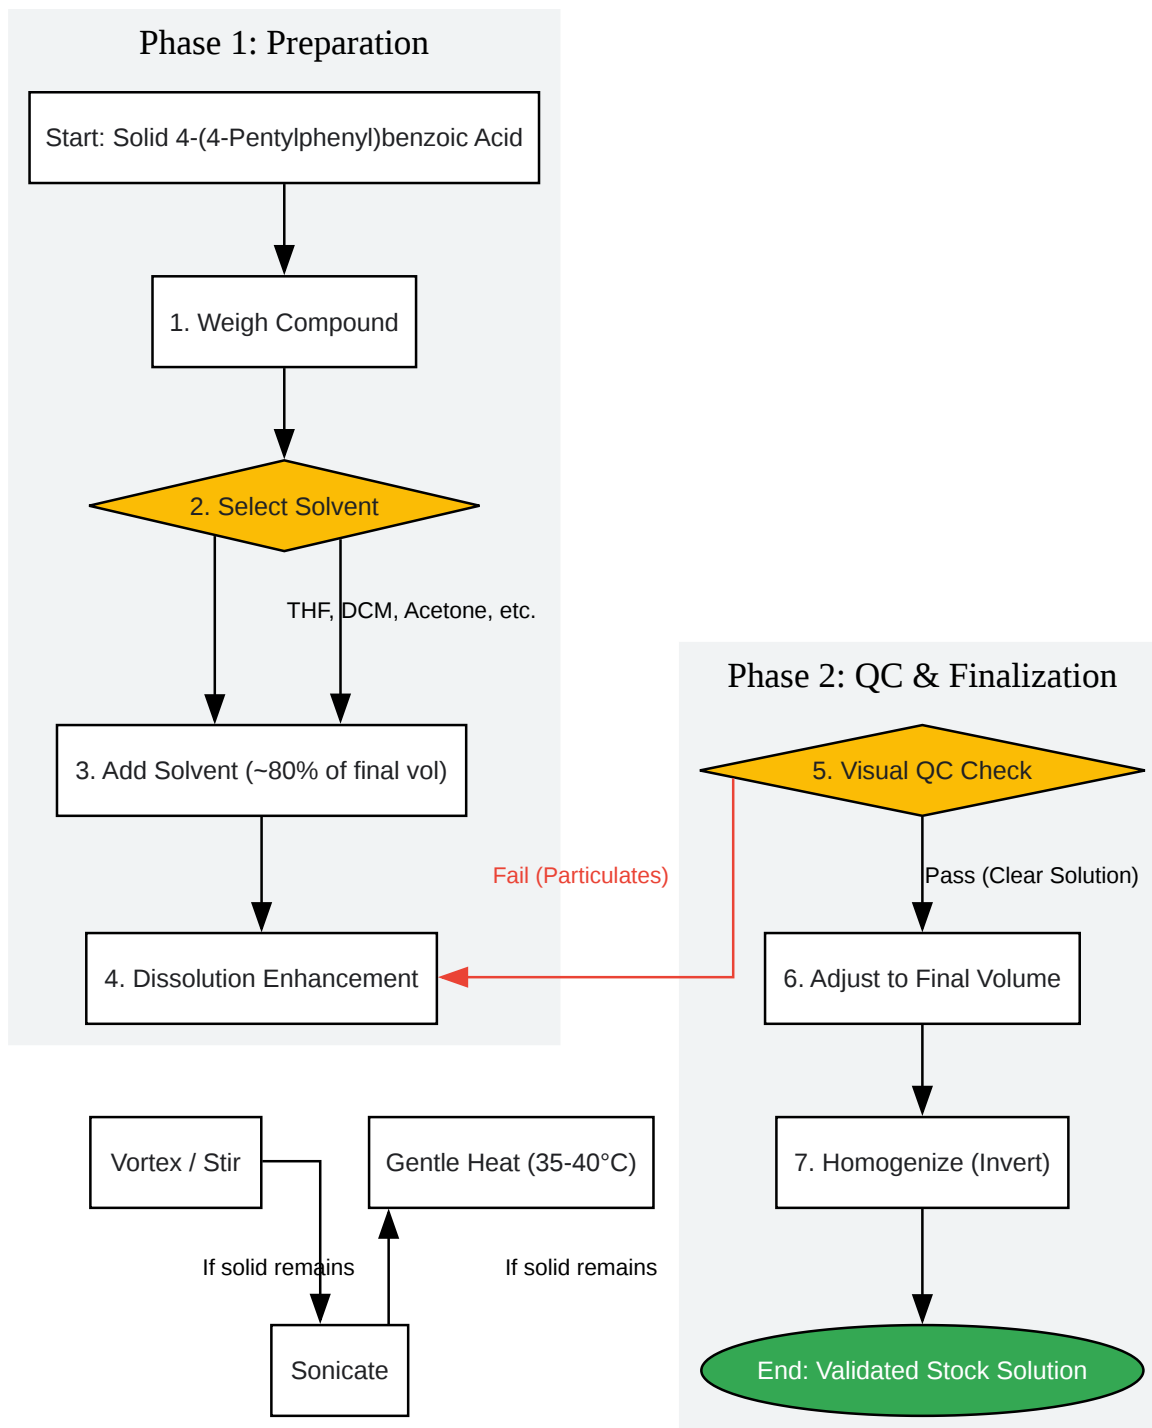 Phase 1: Preparation
Start: Solid 4-(4-Pentylphenyl)benzoic Acid
1. Weigh Compound
2. Select Solvent
THF, DCM, Acetone, etc.
3. Add Solvent (~80% of final vol)
4. Dissolution Enhancement
Vortex / Stir
Gentle Heat (35-40°C)
If solid remains
If solid remains
Sonicate
Phase 2: QC & Finalization
5. Visual QC Check
Fail (Particulates)
Pass (Clear Solution)
6. Adjust to Final Volume
7. Homogenize (Invert)
End: Validated Stock Solution